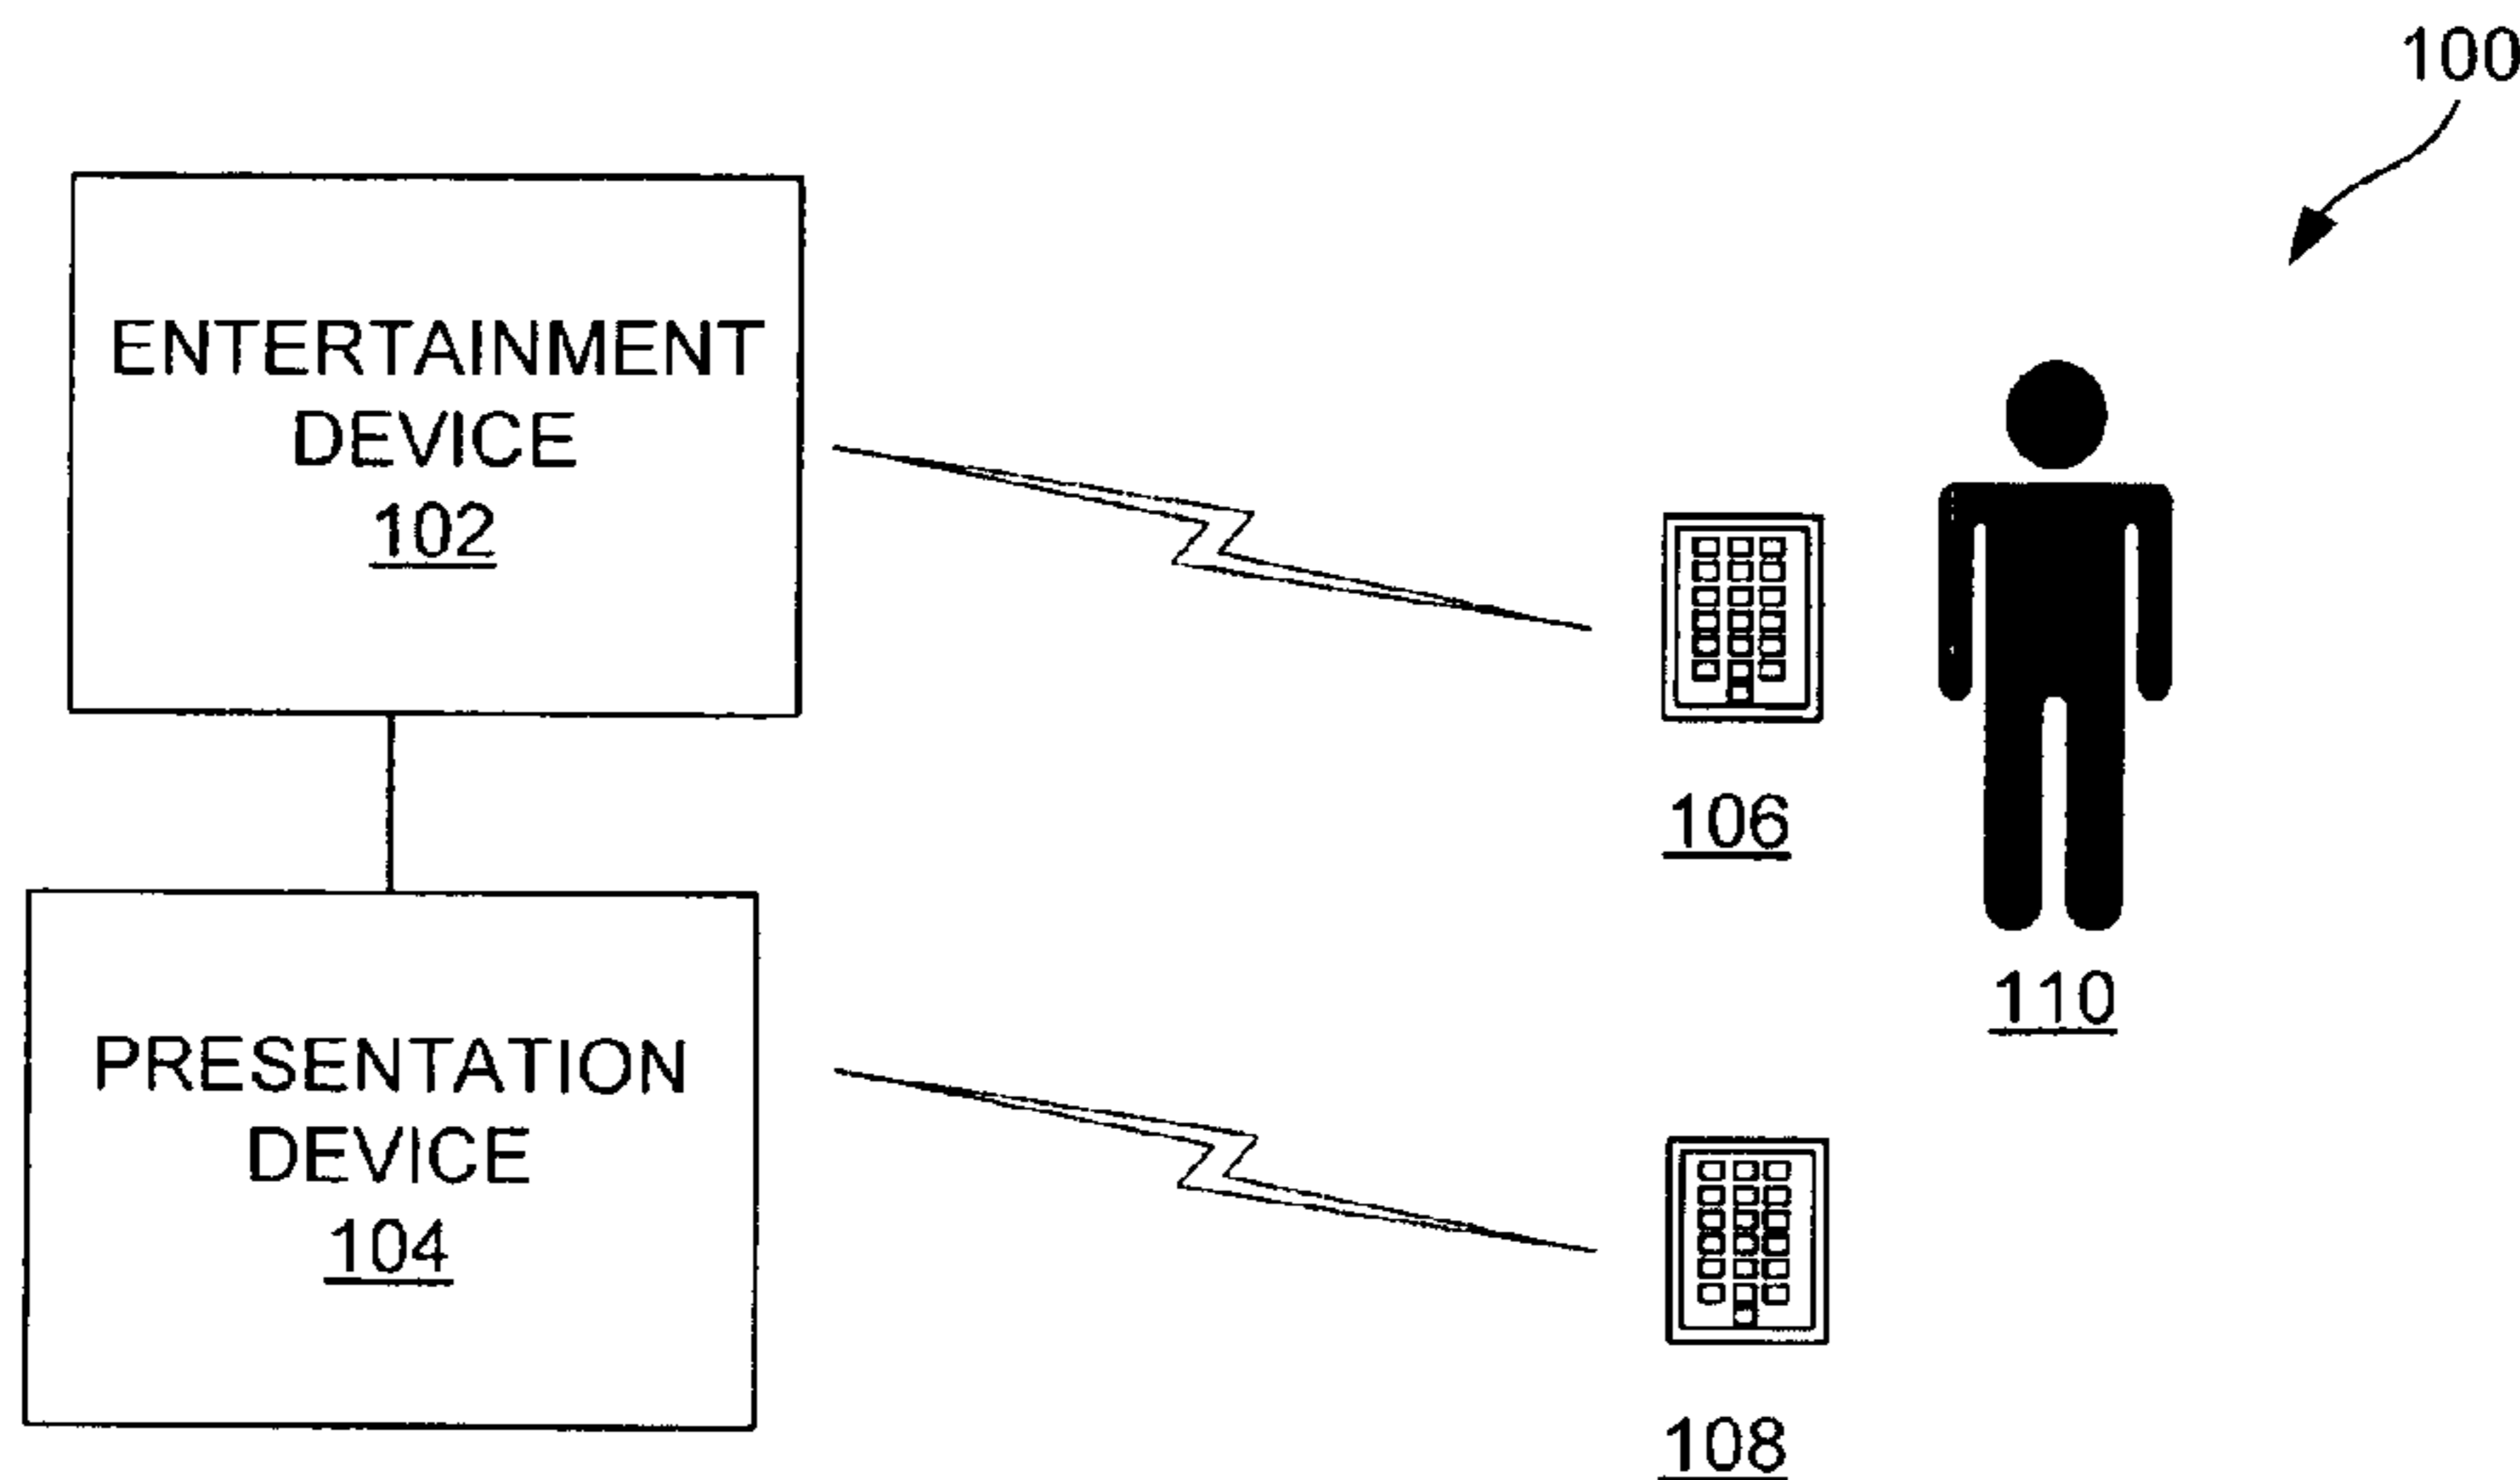 100
ENTERTAINMENT
DEVICE
102
106
110
PRESENTATION
DEVICE
104
108